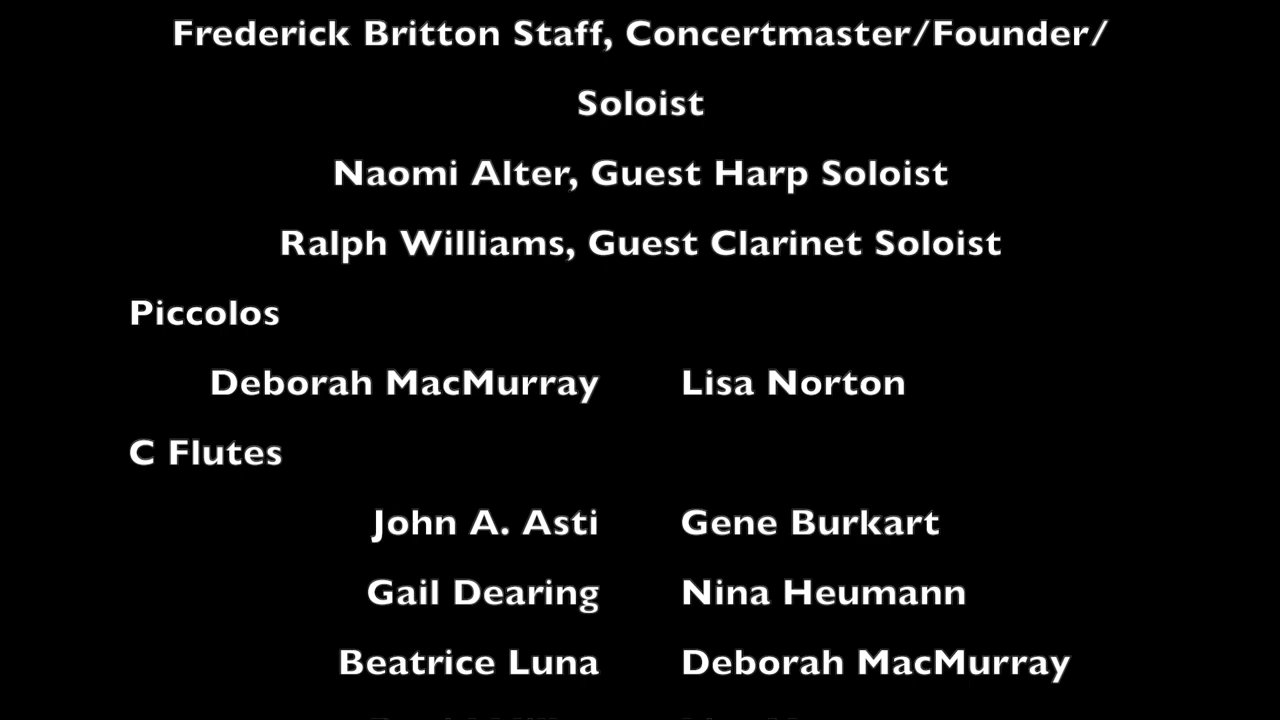 Frederick Britton Staff, Concertmaster/Founder/
Soloist
Naomi Alter, Guest Harp Soloist
Ralph Williams, Guest Clarinet Soloist
Piccolos
Deborah MacMurray Lisa Norton
C Flutes
John A. Asti Gene Burkart
Gail Dearing Nina Heumann
Beatrice Luna Deborah MacMurray